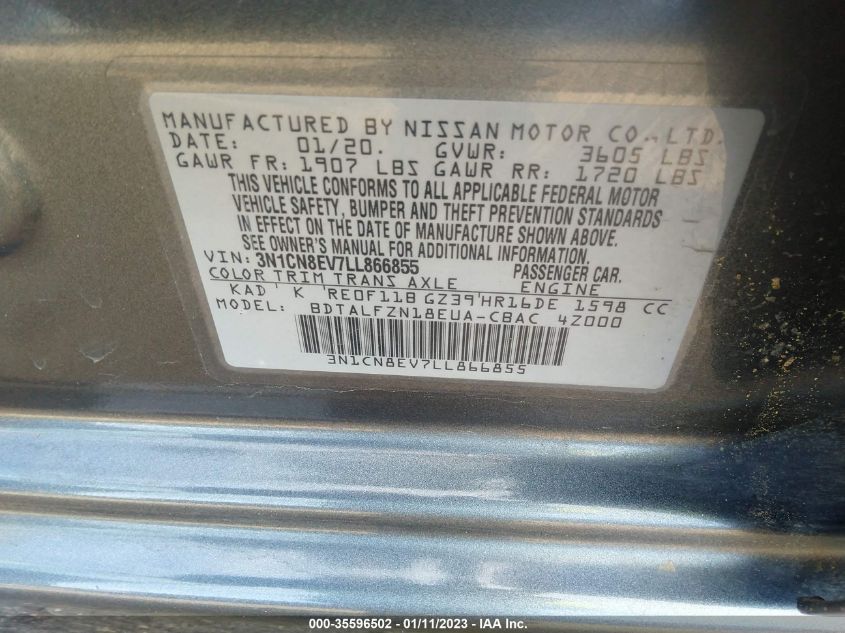 MANUFACTURED BY NISSAN MOTOR CO., LTD.
DATE: 01/20. GVWR: 3605 LBS
GAWR FR: 1907 LBS GAWR RR: 1720 LBS
THIS VEHICLE CONFORMS TO ALL APPLICABLE FEDERAL MOTOR
VEHICLE SAFETY, BUMPER AND THEFT PREVENTION STANDARDS
IN EFFECT ON THE DATE OF MANUFACTURE SHOWN ABOVE.
SEE OWNER'S MANUAL FOR ADDITIONAL INFORMATION.
VIN: 3N1CN8EV7LL866855 PASSENGER CAR.
COLOR TRIM TRANS AXLE ENGINE
KAD ' K 'RE0F11B GZ39'HR16DE 1598 CC
MODEL: BDTALFZN18EUA-CBAC 4Z000
3N1CN8EV7LL866855
000-35596502 - 01/11/2023 - IAA Inc.